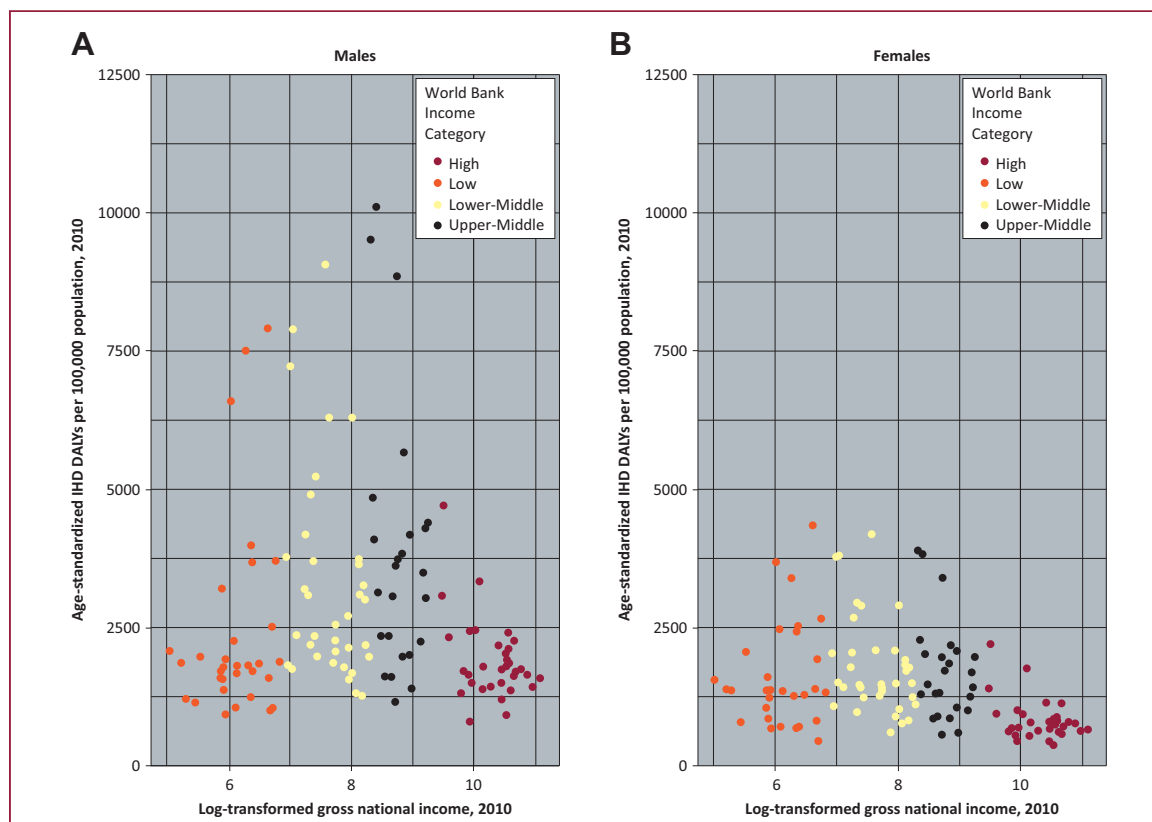 A
Males
Age-standardized IHD DALYs per 100,000 population, 2010
12500
10000
7500
5000
2500
0
World Bank
Income
Category
High
Low
Lower-Middle
Upper-Middle
6 8 10
Log-transformed gross national income, 2010
B
Females
Age-standardized IHD DALYs per 100,000 population, 2010
12500
10000
7500
5000
2500
0
World Bank
Income
Category
High
Low
Lower-Middle
Upper-Middle
6 8 10
Log-transformed gross national income, 2010